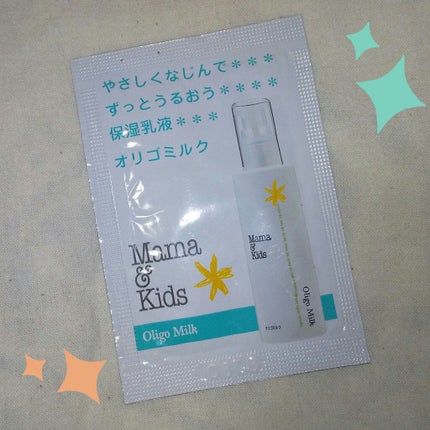 やさしくなじんで＊＊＊
ずっとうるおう＊＊＊＊
保湿乳液＊＊＊
オリゴミルク
Mama
&
Kids
Oligo Milk
Mama
&
Kids
Oligo Milk